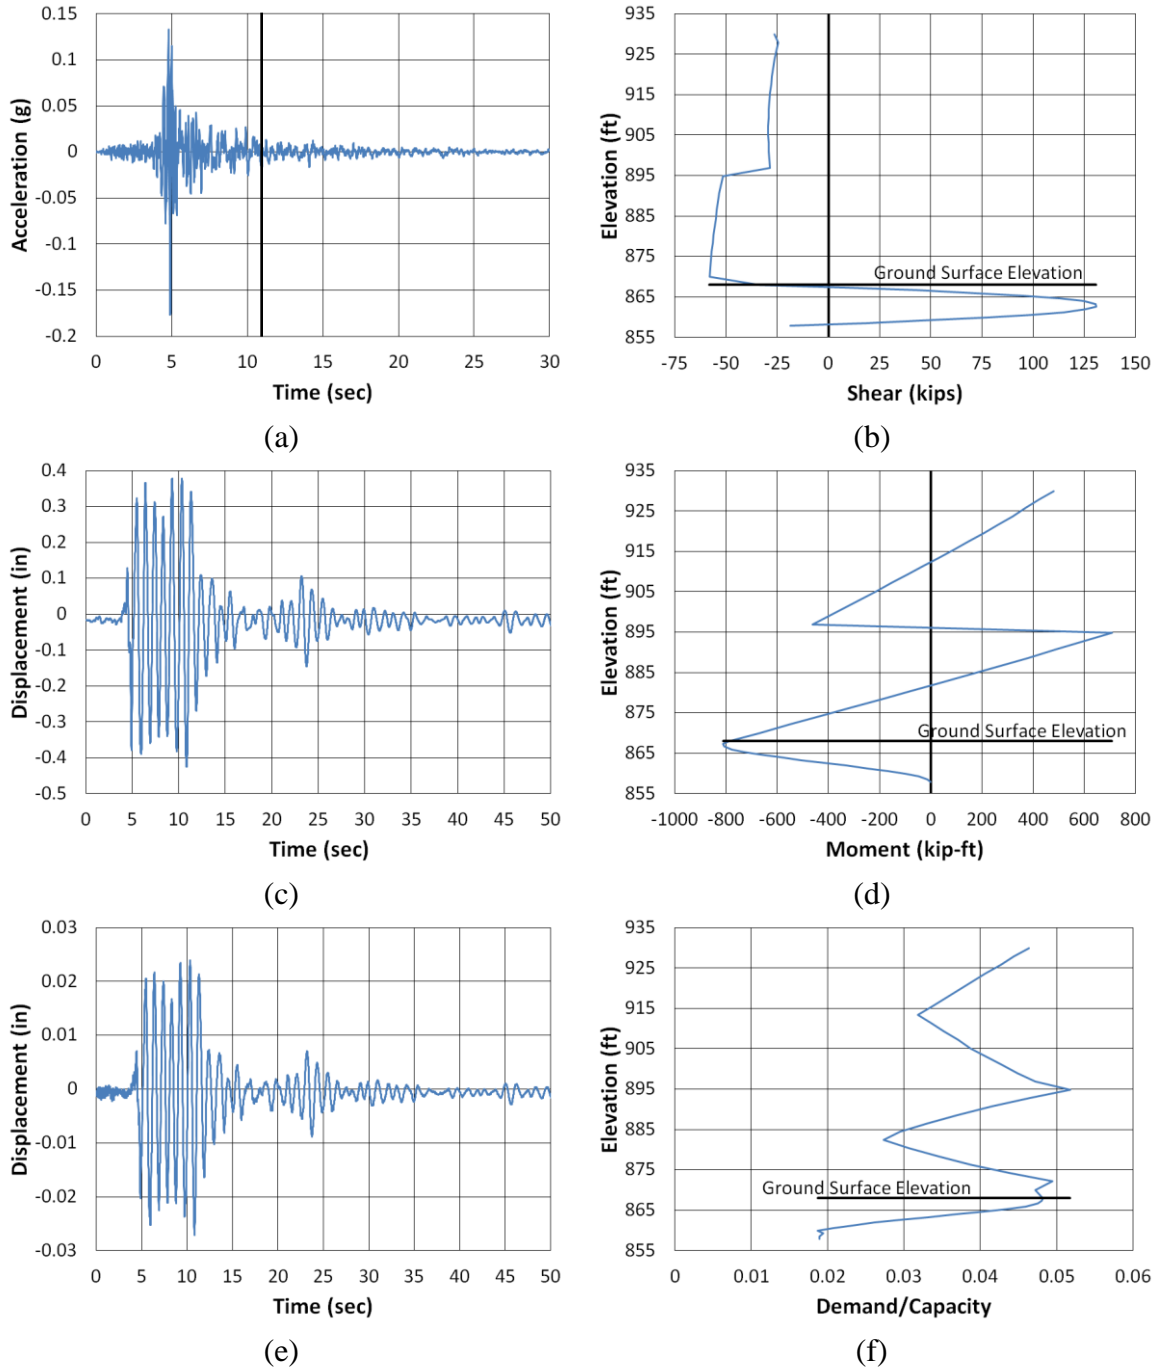 0.15
0.1
0.05
0
-0.05
-0.1
-0.15
-0.2
Acceleration (g)
0 5 10 15 20 25 30
Time (sec)
(a)
935
925
915
905
895
885
875
865
855
Elevation (ft)
Ground Surface Elevation
-75 -50 -25 0 25 50 75 100 125 150
Shear (kips)
(b)
0.4
0.3
0.2
0.1
0
-0.1
-0.2
-0.3
-0.4
-0.5
Displacement (in)
0 5 10 15 20 25 30 35 40 45 50
Time (sec)
(c)
935
925
915
905
895
885
875
865
855
Elevation (ft)
Ground Surface Elevation
-1000 -800 -600 -400 -200 0 200 400 600 800
Moment (kip-ft)
(d)
0.03
0.02
0.01
0
-0.01
-0.02
-0.03
Displacement (in)
0 5 10 15 20 25 30 35 40 45 50
Time (sec)
(e)
935
925
915
905
895
885
875
865
855
Elevation (ft)
Ground Surface Elevation
0 0.01 0.02 0.03 0.04 0.05 0.06
Demand/Capacity
(f)